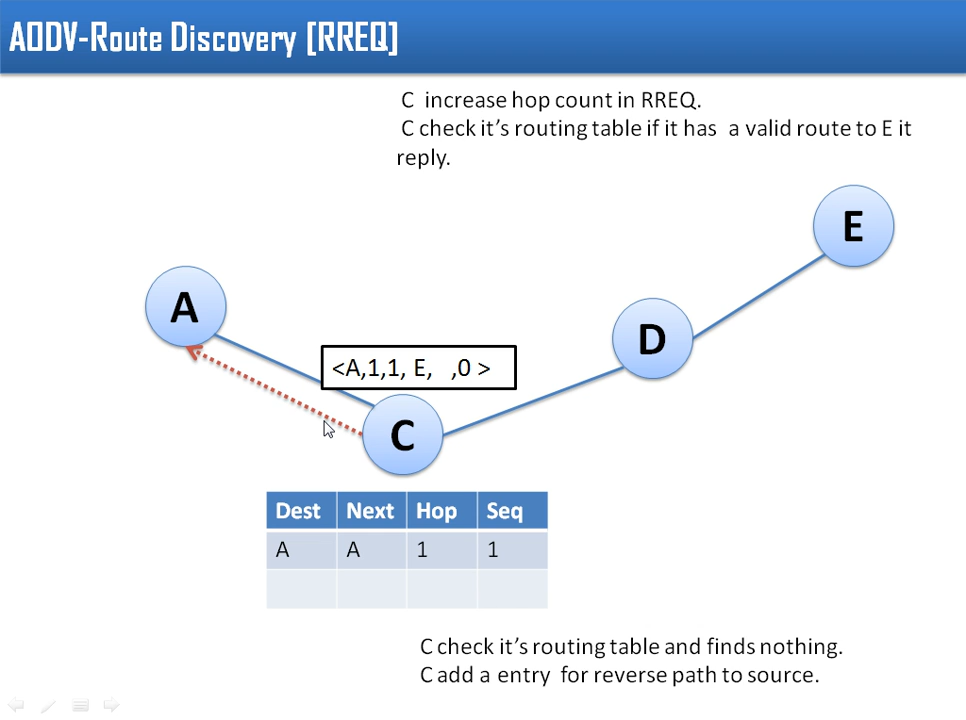 AODV-Route Discovery [RREQ]
C increase hop count in RREQ.
C check it's routing table if it has a valid route to E it
reply.
E
A
D
<A,1,1, E, ,0 >
C
Dest Next Hop Seq
A A 1 1
C check it's routing table and finds nothing.
C add a entry for reverse path to source.